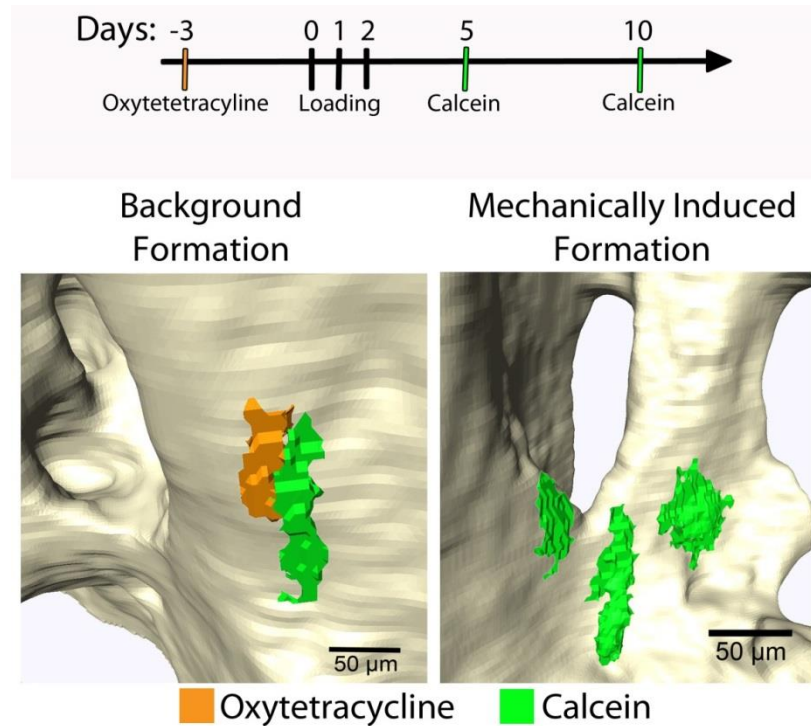 Days: -3 0 1 2 5 10
Oxytetetracyline Loading Calcein Calcein
Background Mechanically Induced
Formation Formation
50 µm 50 µm
Oxytetracycline Calcein